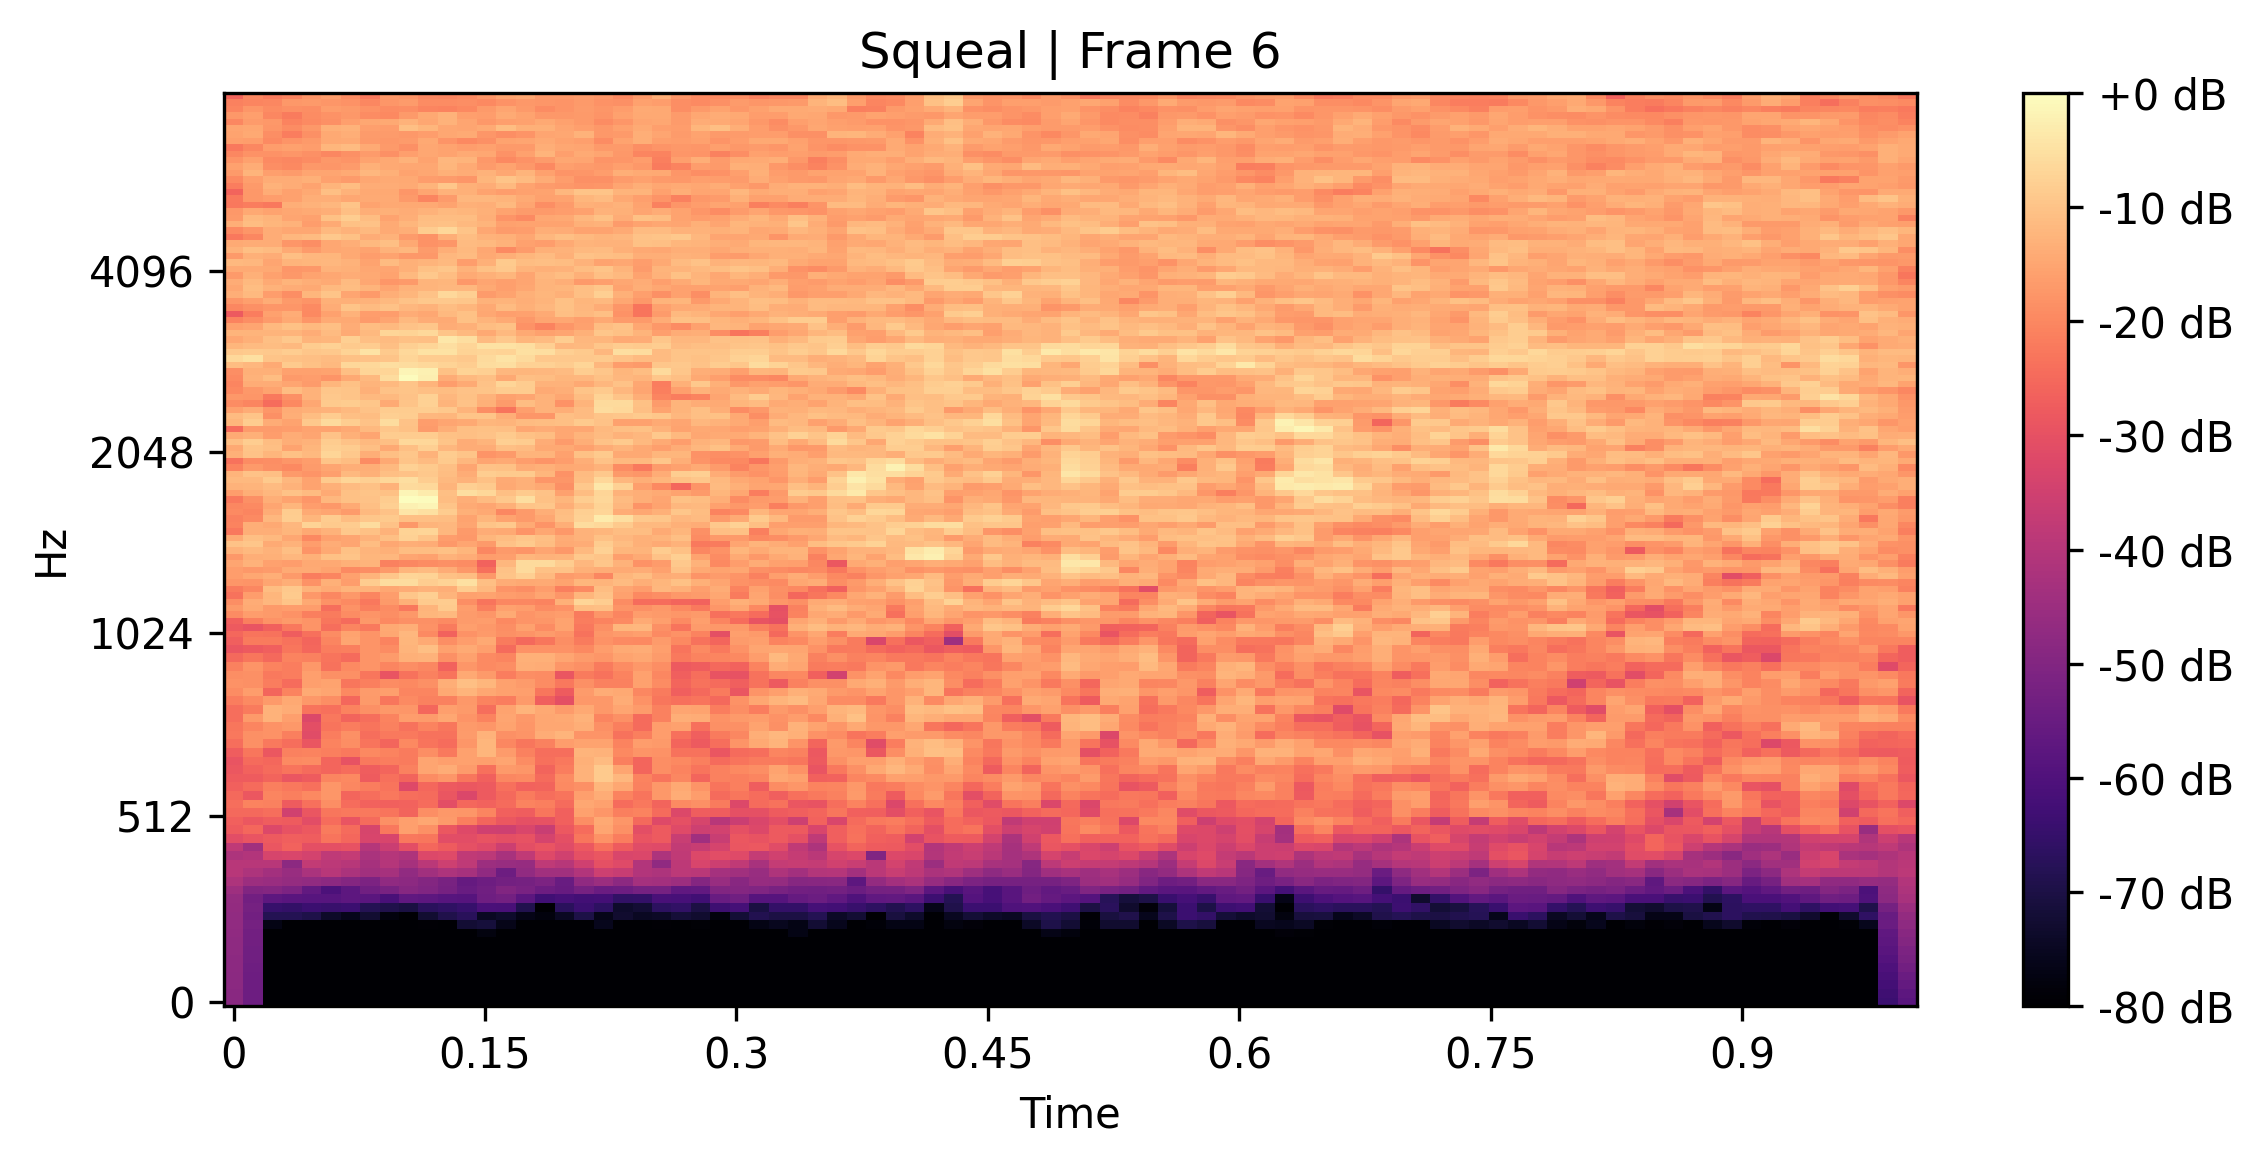 Squeal | Frame 6
Hz
4096
2048
1024
512
0
0 0.15 0.3 0.45 0.6 0.75 0.9
Time
+0 dB
-10 dB
-20 dB
-30 dB
-40 dB
-50 dB
-60 dB
-70 dB
-80 dB